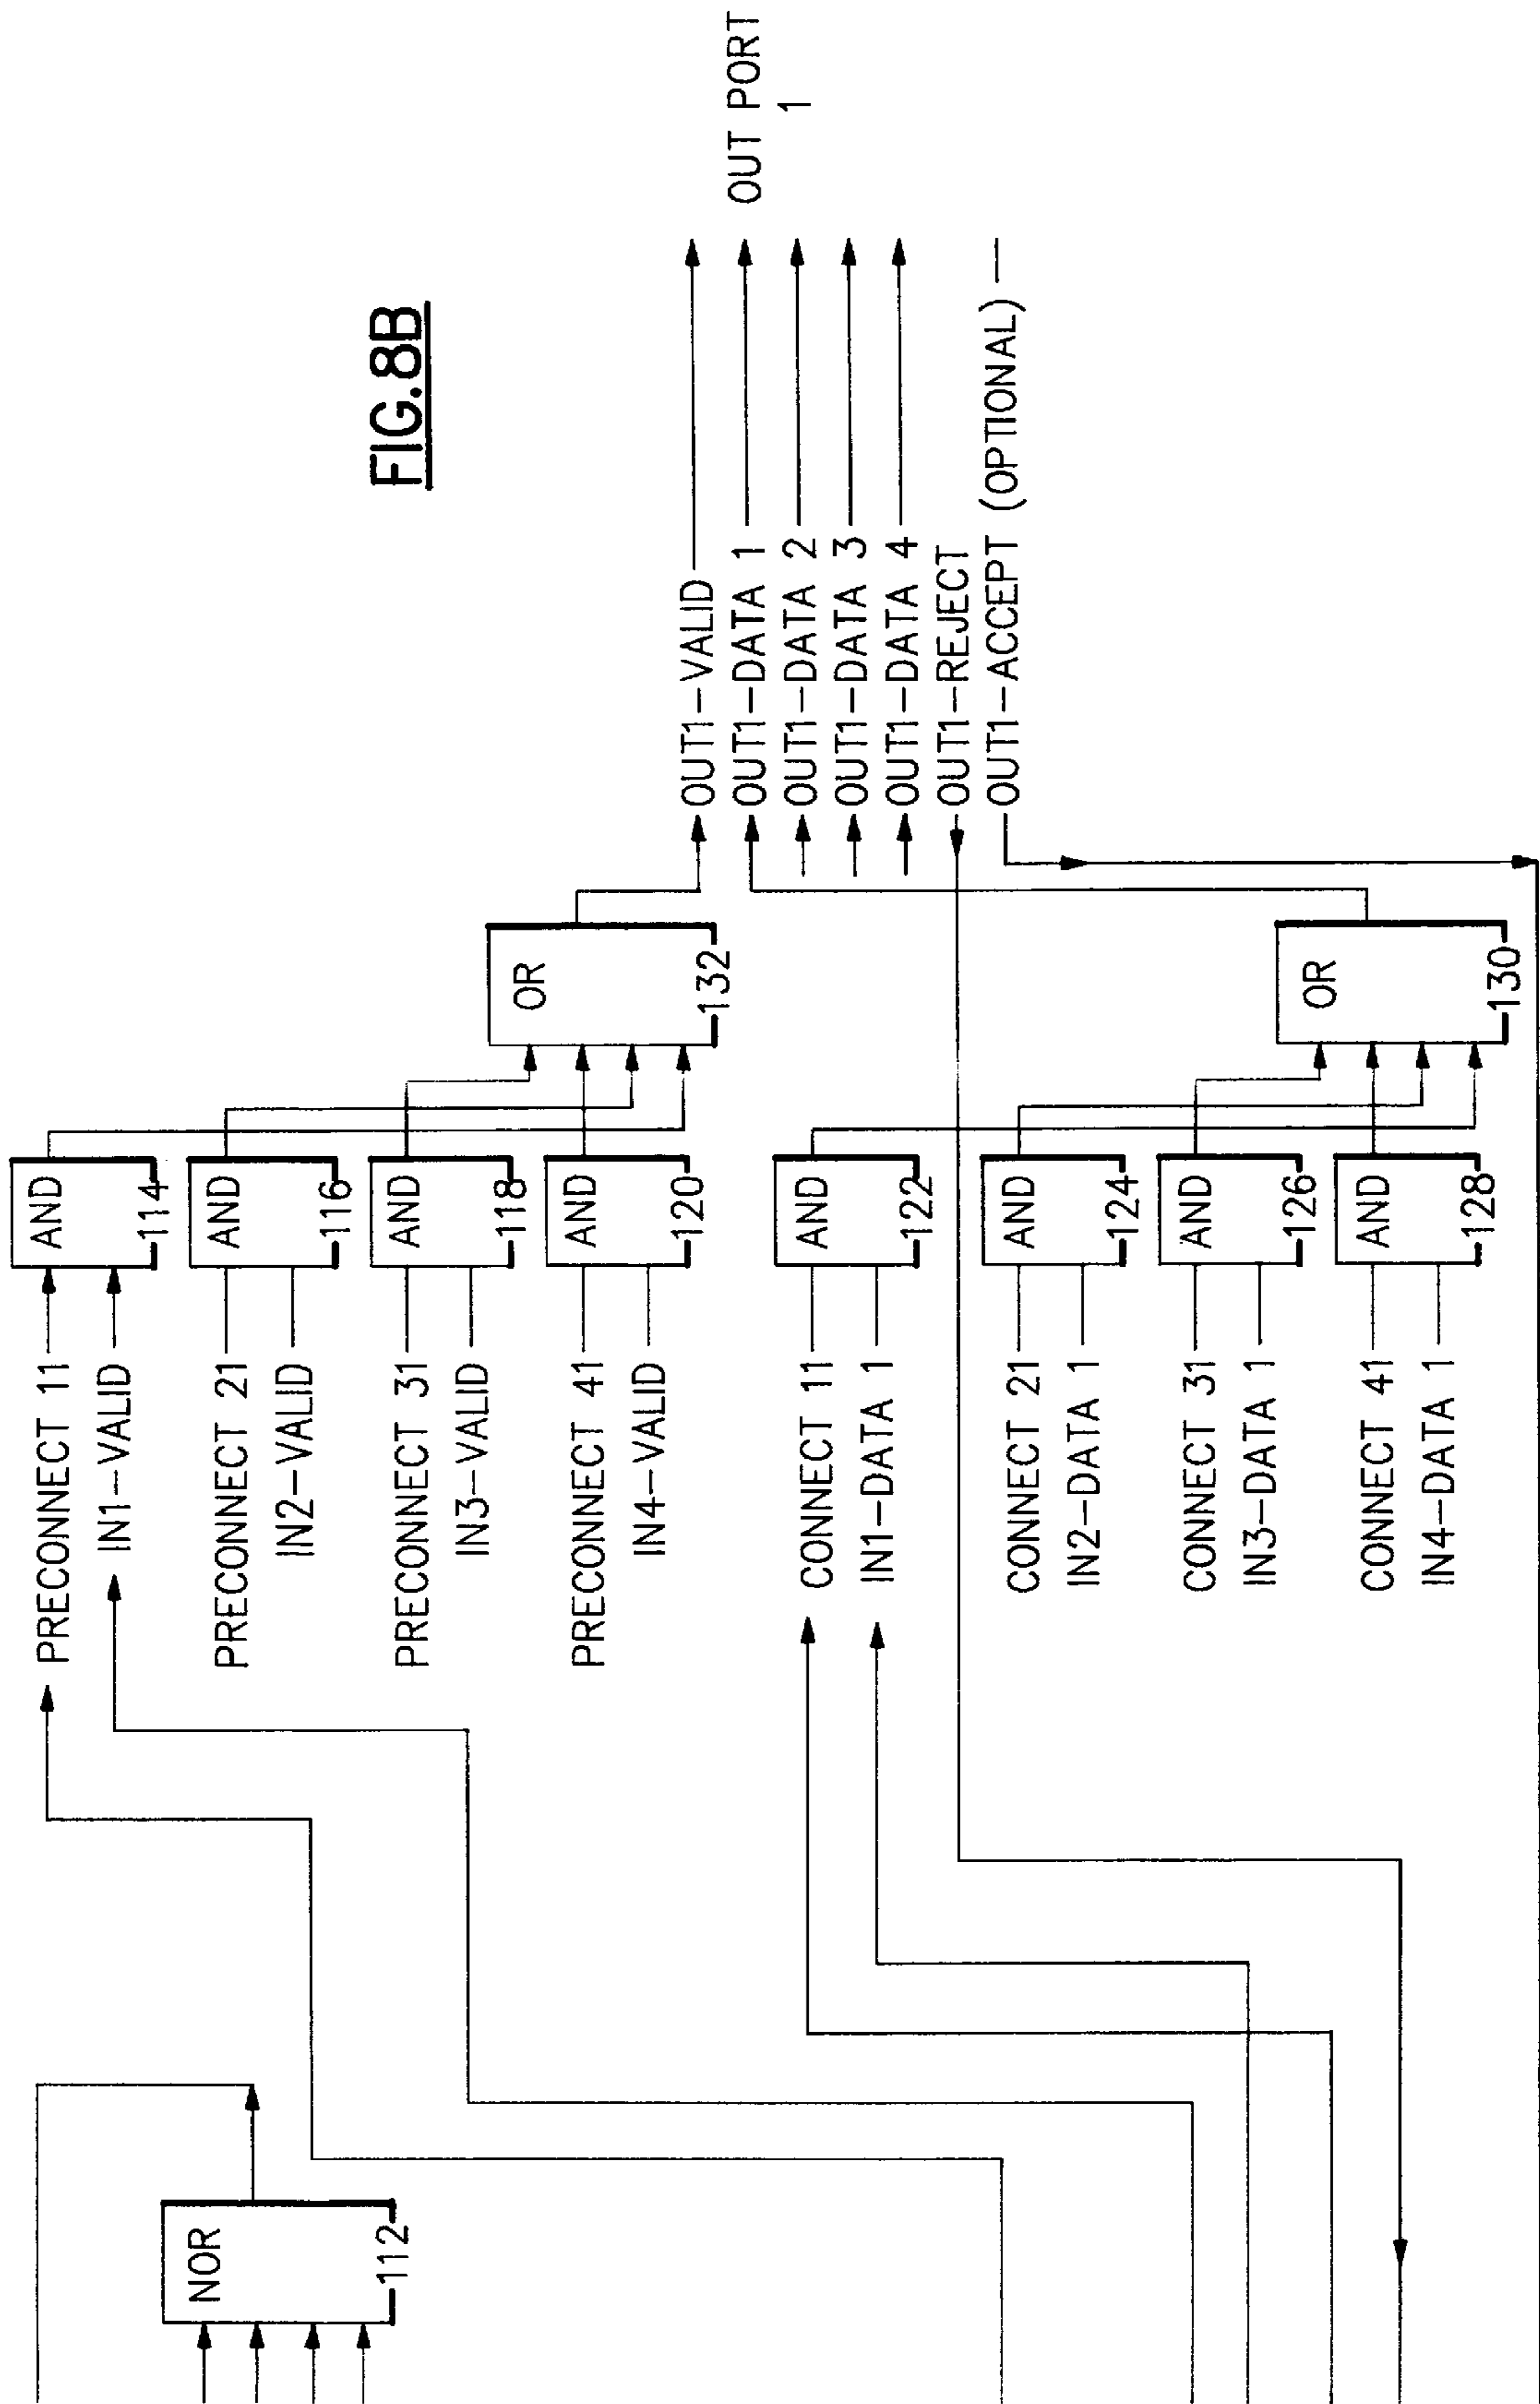 FIG.8B
NOR
112
PRECONNECT 11
IN1-VALID
AND
114
PRECONNECT 21
IN2-VALID
AND
116
PRECONNECT 31
IN3-VALID
AND
118
PRECONNECT 41
IN4-VALID
AND
120
OR
132
CONNECT 11
IN1-DATA 1
AND
122
CONNECT 21
IN2-DATA 1
AND
124
CONNECT 31
IN3-DATA 1
AND
126
CONNECT 41
IN4-DATA 1
AND
128
OR
130
OUT1-VALID
OUT1-DATA 1
OUT1-DATA 2
OUT1-DATA 3
OUT1-DATA 4
OUT1-REJECT
OUT1-ACCEPT (OPTIONAL)
OUT PORT
1